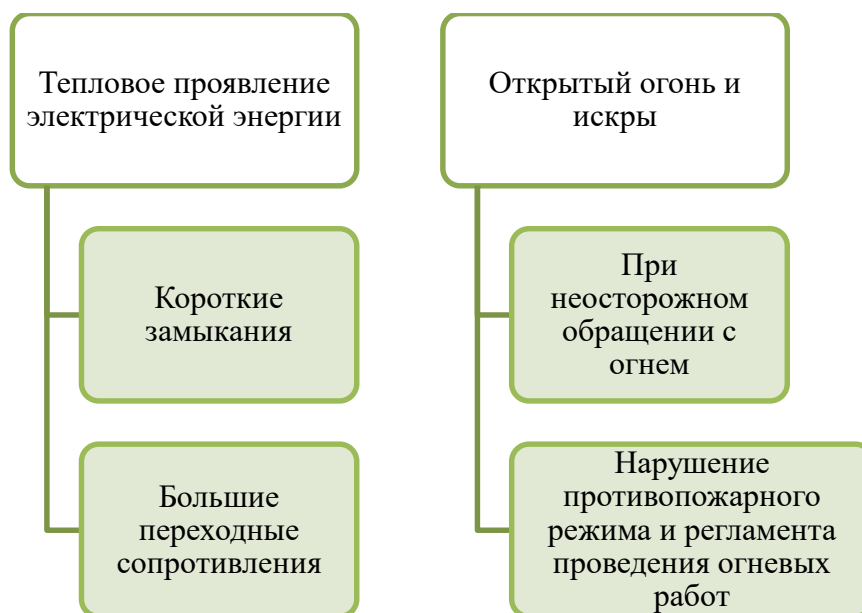 Тепловое проявление
электрической энергии
Короткие
замыкания
Большие
переходные
сопротивления
Открытый огонь и
искры
При
неосторожном
обращении с
огнем
Нарушение
противопожарного
режима и регламента
проведения огневых
работ